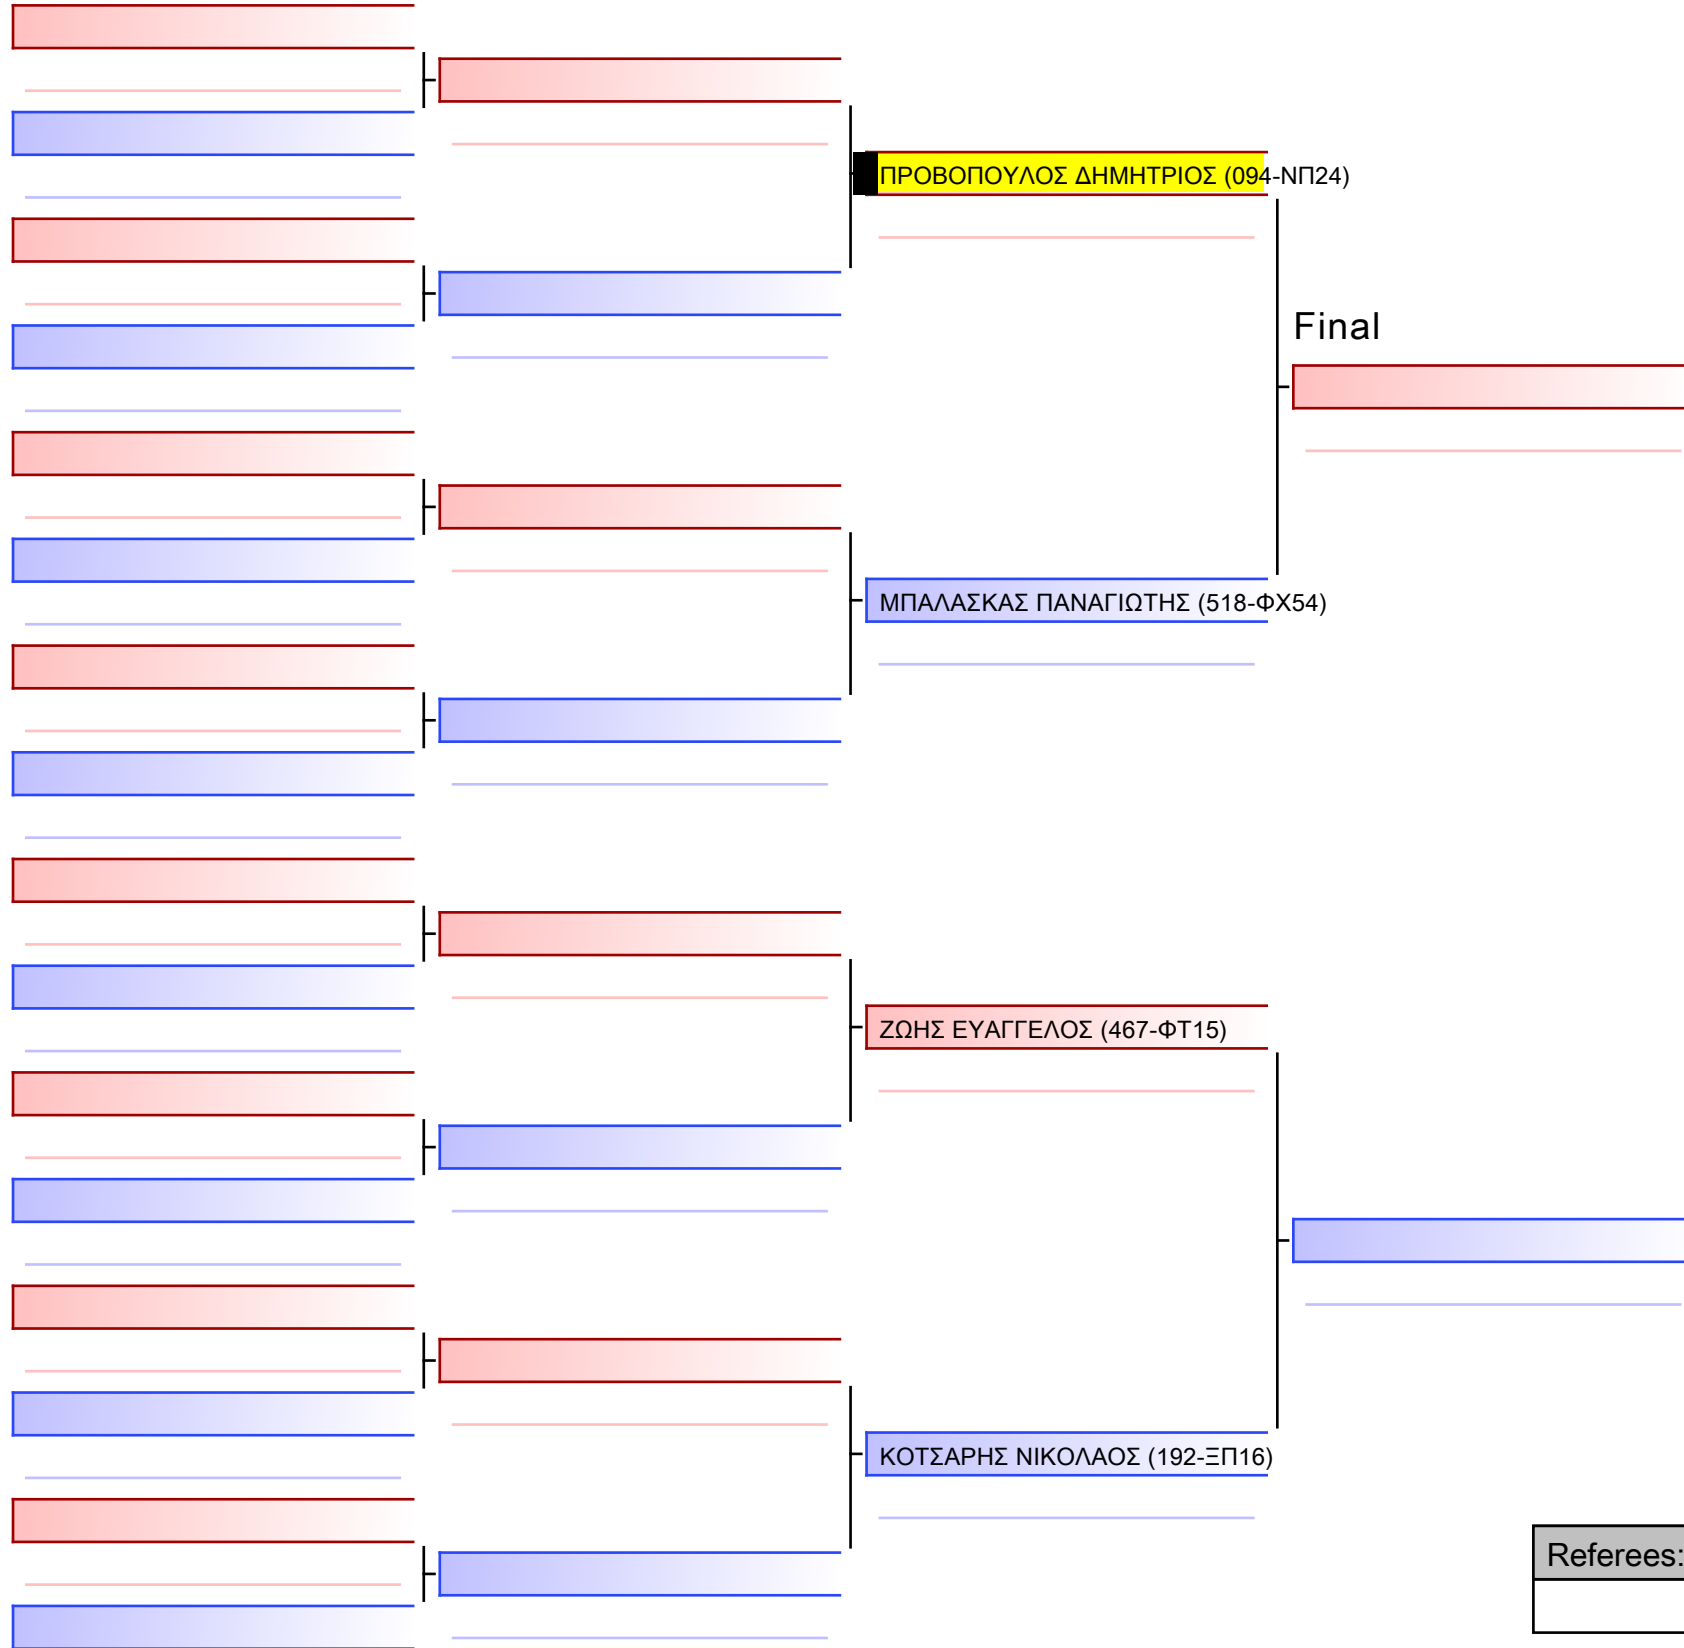 ΠΡΟΒΟΠΟΥΛΟΣ ΔΗΜΗΤΡΙΟΣ (094-ΝΠ24)
Final
ΜΠΑΛΑΣΚΑΣ ΠΑΝΑΓΙΩΤΗΣ (518-ΦΧ54)
ΖΩΗΣ ΕΥΑΓΓΕΛΟΣ (467-ΦΤ15)
ΚΟΤΣΑΡΗΣ ΝΙΚΟΛΑΟΣ (192-ΞΠ16)
Referees: